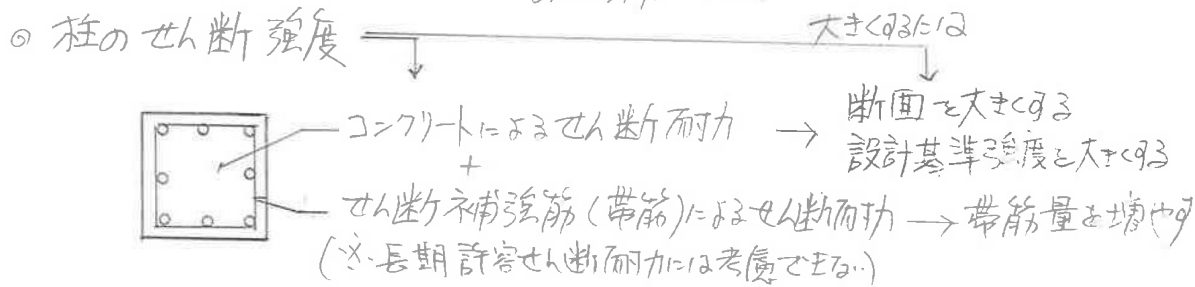 ◎ 柱のせん断強度
大きくするには
コンクリートによるせん断耐力 → 断面を大きくする
設計基準強度を大きくする
+
せん断補強筋(帯筋)によるせん断耐力 → 帯筋量を増やす
(※長期許容せん断耐力には考慮できない)